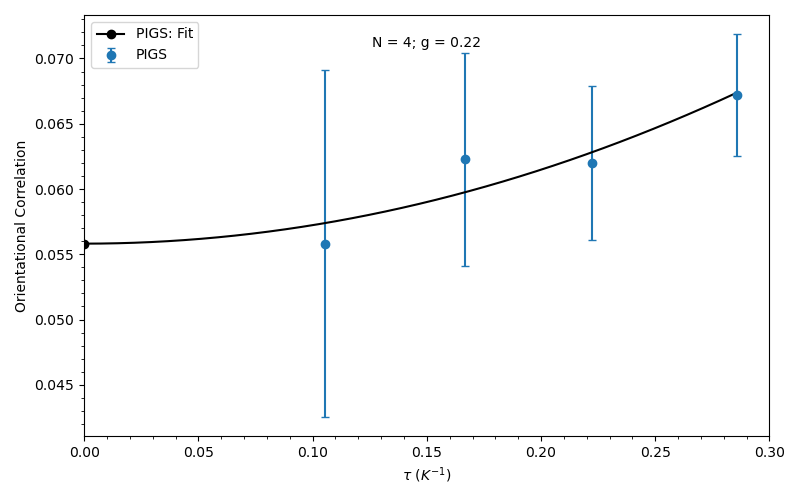 PIGS: Fit
PIGS
N = 4; g = 0.22
0.070
0.065
0.060
0.055
0.050
0.045
Orientational Correlation
0.00 0.05 0.10 0.15 0.20 0.25 0.30
τ (K⁻¹)